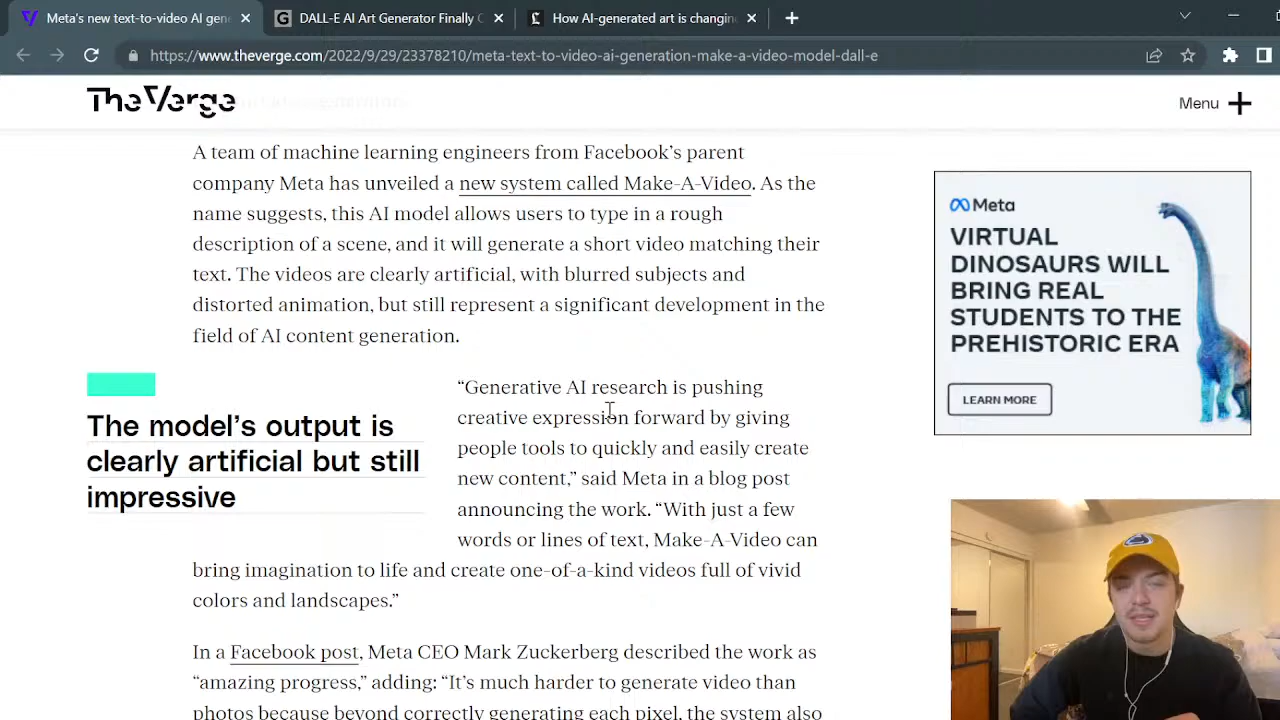 Meta's new text-to-video AI gen
DALL-E AI Art Generator Finally
How AI-generated art is changin
https://www.theverge.com/2022/9/29/23378210/meta-text-to-video-ai-generation-make-a-video-model-dall-e
The Verge
Menu
A team of machine learning engineers from Facebook’s parent
company Meta has unveiled a new system called Make-A-Video. As the
name suggests, this AI model allows users to type in a rough
description of a scene, and it will generate a short video matching their
text. The videos are clearly artificial, with blurred subjects and
distorted animation, but still represent a significant development in the
field of AI content generation.
The model’s output is
clearly artificial but still
impressive
“Generative AI research is pushing
creative expression forward by giving
people tools to quickly and easily create
new content,” said Meta in a blog post
announcing the work. “With just a few
words or lines of text, Make-A-Video can
bring imagination to life and create one-of-a-kind videos full of vivid
colors and landscapes.”
In a Facebook post, Meta CEO Mark Zuckerberg described the work as
“amazing progress,” adding: “It’s much harder to generate video than
photos because beyond correctly generating each pixel, the system also
Meta
VIRTUAL
DINOSAURS WILL
BRING REAL
STUDENTS TO THE
PREHISTORIC ERA
LEARN MORE